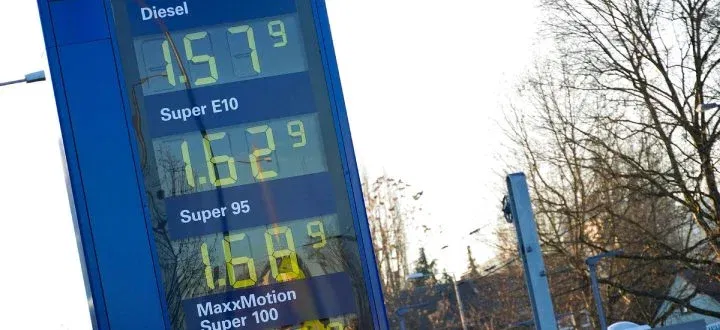 Diesel
1.57⁹
Super E10
1.62⁹
Super 95
1.68⁹
MaxxMotion
Super 100